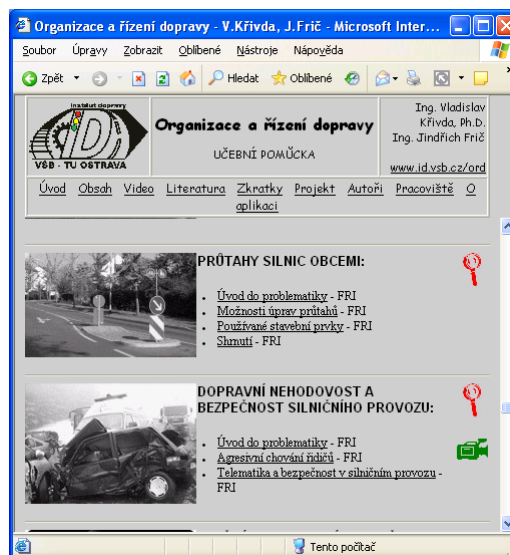 Organizace a řízení dopravy - V.Křivda, J.Frič - Microsoft Inter...
Soubor Úpravy Zobrazit Oblíbené Nástroje Nápověda
Zpět Hledat Oblíbené
Institut dopravy
VŠB - TU OSTRAVA
Organizace a řízení dopravy
UČEBNÍ POMŮCKA
Ing. Vladislav
Křivda, Ph.D.
Ing. Jindřich Frič
www.id.vsb.cz/ord
Úvod Obsah Video Literatura Zkratky Projekt Autoři Pracoviště O
aplikaci
PRŮTAHY SILNIC OBCEMI:
Úvod do problematiky - FRI
Možnosti úprav průtahů - FRI
Používané stavební prvky - FRI
Shrnutí - FRI
DOPRAVNÍ NEHODOVOST A
BEZPEČNOST SILNIČNÍHO PROVOZU:
Úvod do problematiky - FRI
Agresivní chování řidičů - FRI
Telematika a bezpečnost v silničním provozu -
FRI
Tento počítač